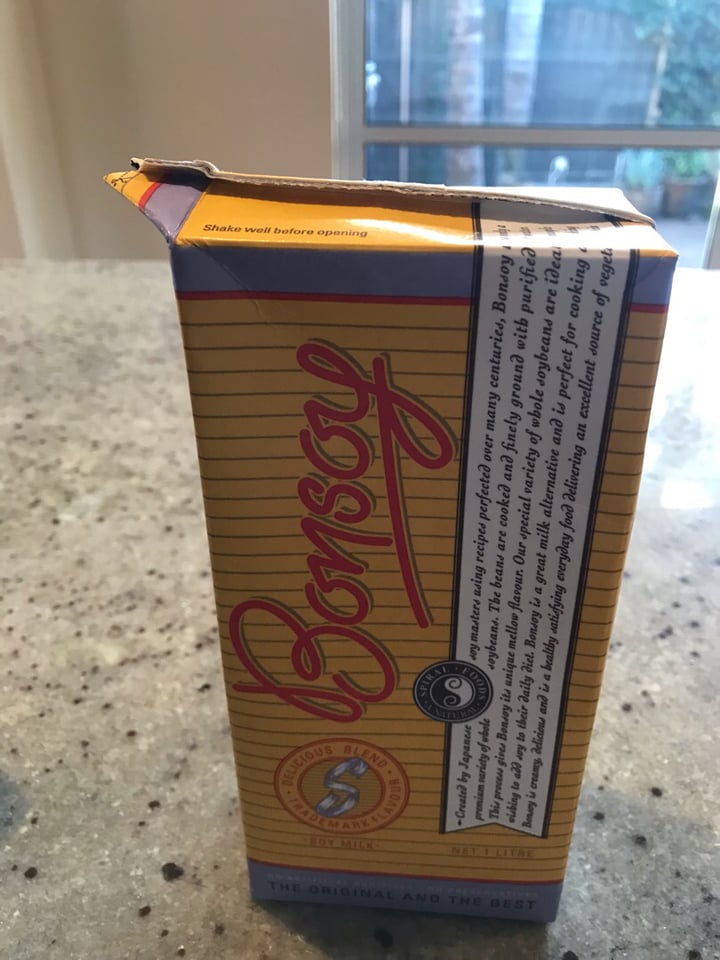 Shake well before opening
Bonsoy
Created by Japanese soy masters using recipes perfected over many centuries, Bonsoy
premium variety of whole soybeans. The beans are cooked and finely ground with purified
This process gives Bonsoy its unique mellow flavour. Our special variety of whole soybeans are ideal
wishing to add soy to their daily diet. Bonsoy is a great milk alternative and is perfect for cooking
Bonsoy is creamy, delicious and is a healthy satisfying everyday food delivering an excellent source of
SPIRAL FOODS
NATURAL
DELICIOUS BLEND
S
TRADEMARK FLAVOUR
SOY MILK
NET 1 LITRE
THE ORIGINAL AND THE BEST